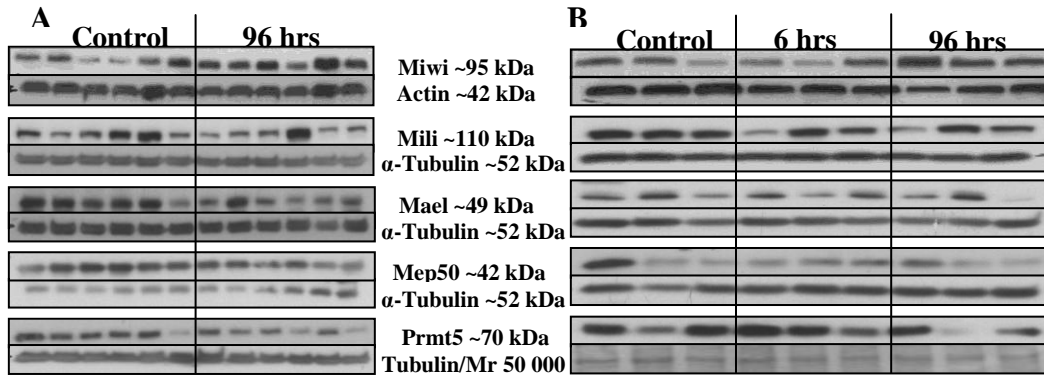 A
B
Control 96 hrs
Control 6 hrs 96 hrs
Miwi ~95 kDa
Actin ~42 kDa
Mili ~110 kDa
α-Tubulin ~52 kDa
Mael ~49 kDa
α-Tubulin ~52 kDa
Mep50 ~42 kDa
α-Tubulin ~52 kDa
Prmt5 ~70 kDa
Tubulin/Mr 50 000